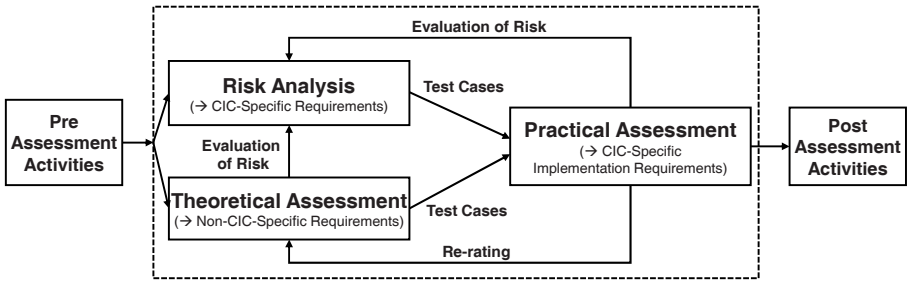 Evaluation of Risk
Risk Analysis
(→ CIC-Specific Requirements)
Test Cases
Pre
Assessment
Activities
Evaluation
of Risk
Practical Assessment
(→ CIC-Specific
Implementation Requirements)
Post
Assessment
Activities
Theoretical Assessment
(→ Non-CIC-Specific Requirements)
Test Cases
Re-rating